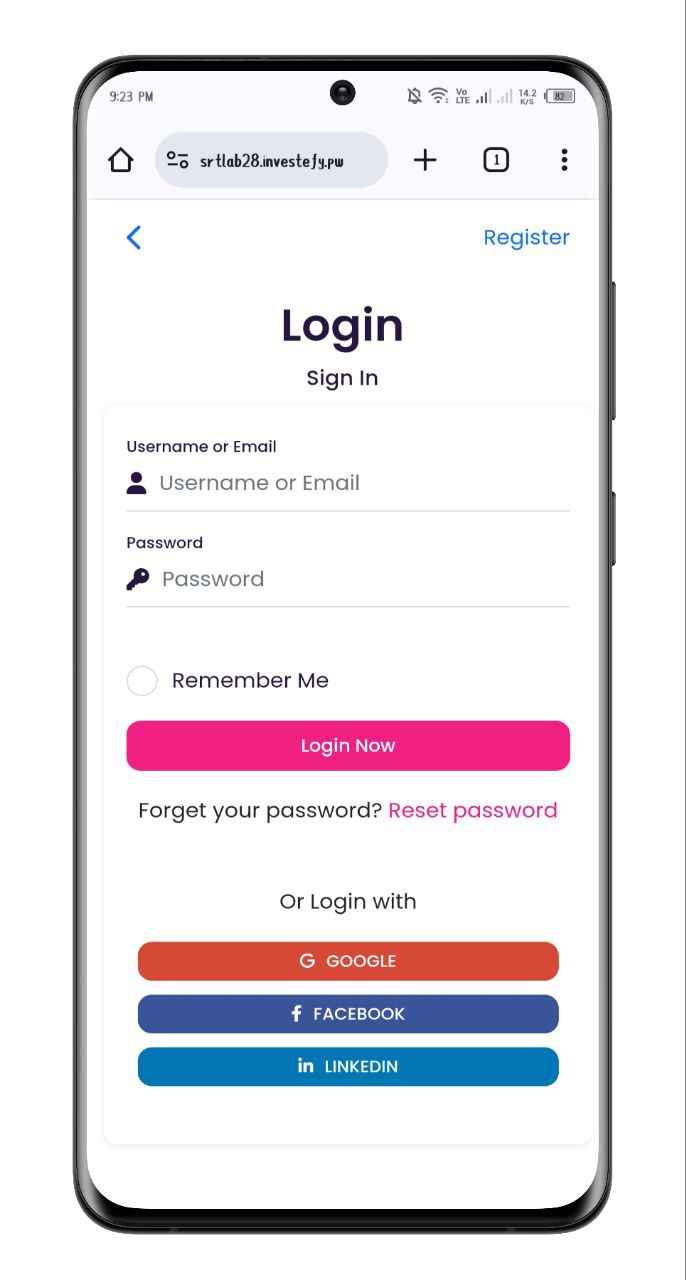 9:23 PM Vo LTE 14.2 K/S 82
srtlab28.investefy.pw 1
Register
Login
Sign In
Username or Email
Username or Email
Password
Password
Remember Me
Login Now
Forget your password? Reset password
Or Login with
G GOOGLE
f FACEBOOK
in LINKEDIN